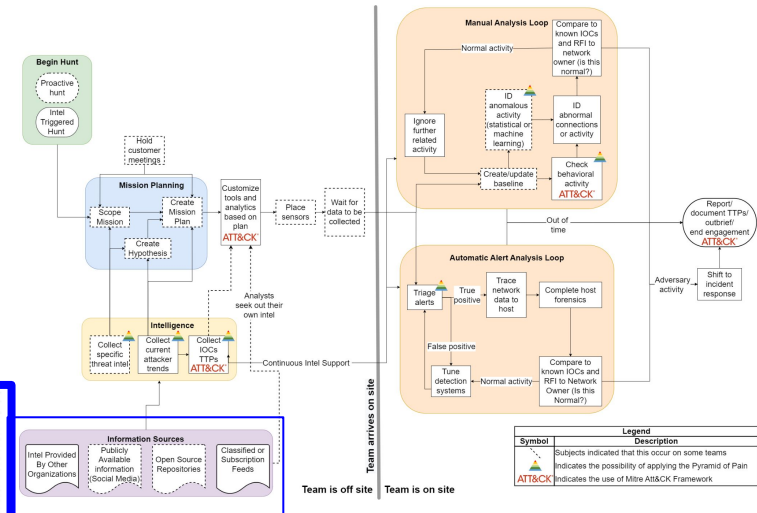 Begin Hunt
Proactive
hunt
Intel
Triggered
Hunt
Hold
customer
meetings
Mission Planning
Scope
Mission
Create
Mission
Plan
Create
Hypothesis
Customize
tools and
analytics
based on
plan
ATT&CK
Place
sensors
Wait for
data to be
collected
Analysts
seek out their
own intel
Intelligence
Collect
specific
threat intel
Collect
current
attacker
trends
Collect
IOCs
TTPs
ATT&CK
Continuous Intel Support
Information Sources
Intel Provided
By Other
Organizations
Publicly
Available
information
(Social Media)
Open Source
Repositories
Classified or
Subscription
Feeds
Team is off site
Team arrives on site
Team is on site
Manual Analysis Loop
Normal activity
Compare to
known IOCs
and RFI to
network
owner (is this
normal?)
Ignore
further
related
activity
ID
anomalous
activity
(statistical or
machine
learning)
ID
abnormal
connections
or activity
Create/update
baseline
Check
behavioral
activity
ATT&CK
Out of
time
Report/
document TTPs/
outbrief/
end engagement
ATT&CK
Automatic Alert Analysis Loop
Triage
alerts
True
positive
Trace
network
data to
host
Complete host
forensics
False positive
Tune
detection
systems
Normal activity
Compare to
known IOCs and
RFI to Network
Owner (Is this
Normal?)
Adversary
activity
Shift to
incident
response
Legend
Symbol Description
Subjects indicated that this occur on some teams
Indicates the possibility of applying the Pyramid of Pain
ATT&CK Indicates the use of Mitre Att&CK Framework